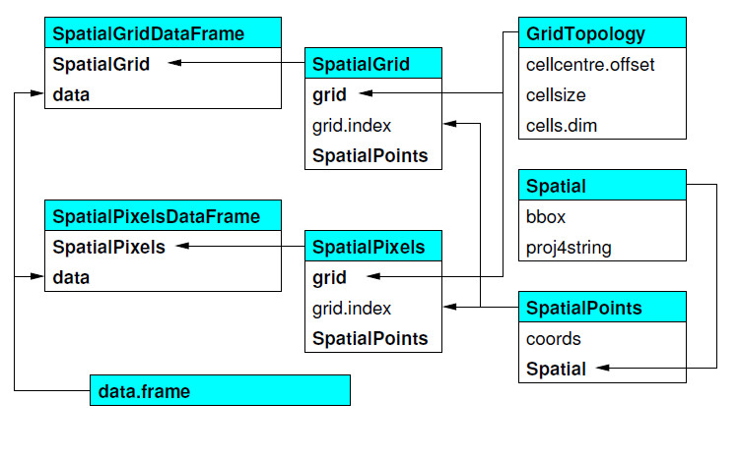 SpatialGridDataFrame
SpatialGrid
data
SpatialGrid
grid
grid.index
SpatialPoints
GridTopology
cellcentre.offset
cellsize
cells.dim
SpatialPixelsDataFrame
SpatialPixels
data
SpatialPixels
grid
grid.index
SpatialPoints
Spatial
bbox
proj4string
SpatialPoints
coords
Spatial
data.frame